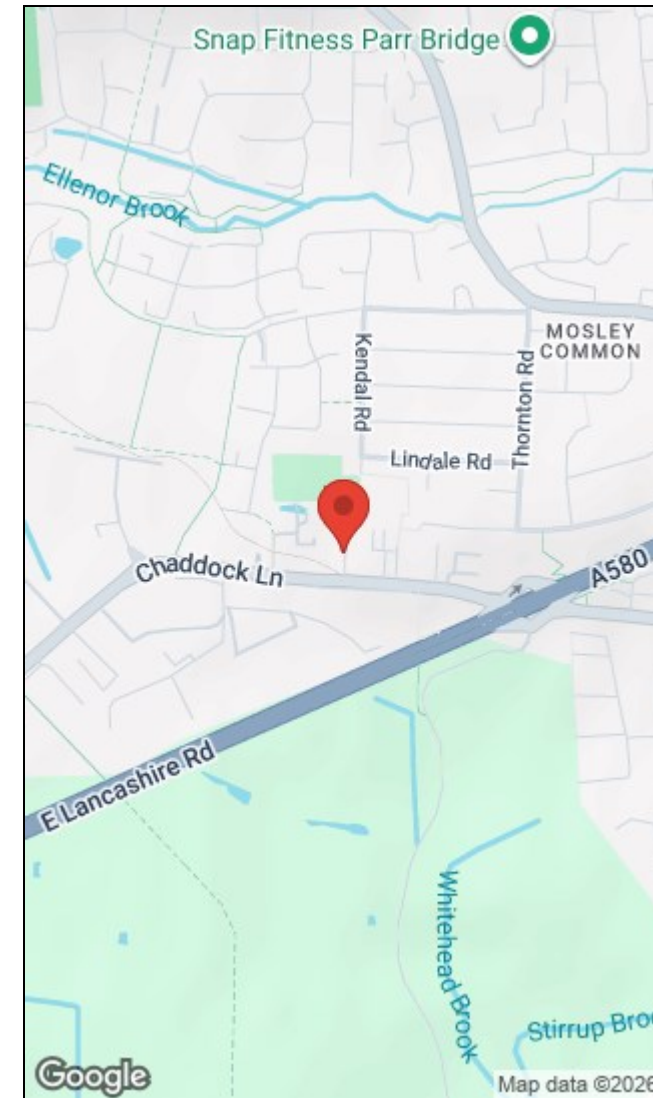 Snap Fitness Parr Bridge
Ellenor Brook
MOSLEY
COMMON
Kendal Rd
Thornton Rd
Lindale Rd
Chaddock Ln
A580
E Lancashire Rd
Whitehead Brook
Stirrup Broo
Google
Map data ©2026